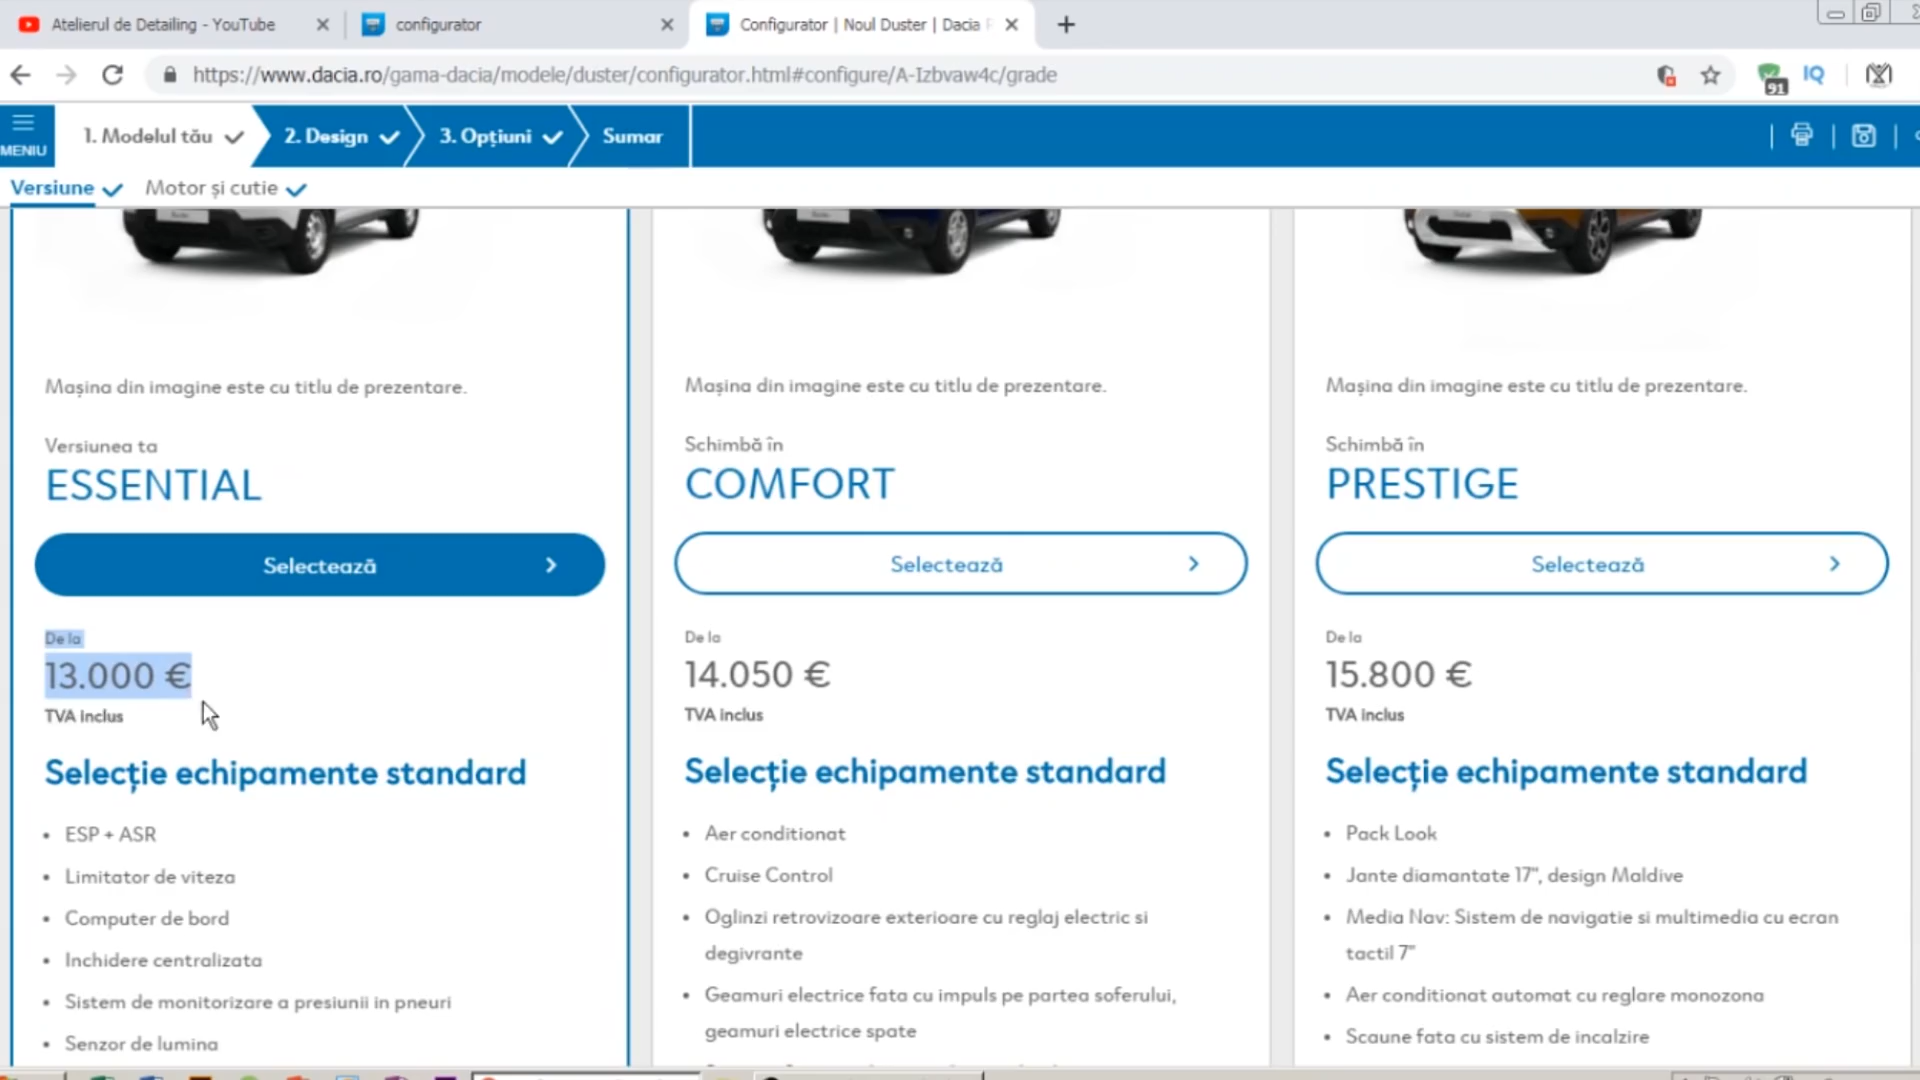 Atelierul de Detailing - YouTube
configurator
Configurator | Noul Duster | Dacia
https://www.dacia.ro/gama-dacia/modele/duster/configurator.html#configure/A-Izbvaw4c/grade
91
IQ
MENIU
1. Modelul tău
2. Design
3. Opțiuni
Sumar
Versiune
Motor și cutie
Mașina din imagine este cu titlu de prezentare.
Versiunea ta
ESSENTIAL
Selectează
De la
13.000 €
TVA inclus
Selecție echipamente standard
• ESP + ASR
• Limitator de viteza
• Computer de bord
• Inchidere centralizata
• Sistem de monitorizare a presiunii in pneuri
• Senzor de lumina
Mașina din imagine este cu titlu de prezentare.
Schimbă în
COMFORT
Selectează
De la
14.050 €
TVA inclus
Selecție echipamente standard
• Aer conditionat
• Cruise Control
• Oglinzi retrovizoare exterioare cu reglaj electric si
degivrante
• Geamuri electrice fata cu impuls pe partea soferului,
geamuri electrice spate
Mașina din imagine este cu titlu de prezentare.
Schimbă în
PRESTIGE
Selectează
De la
15.800 €
TVA inclus
Selecție echipamente standard
• Pack Look
• Jante diamantate 17", design Maldive
• Media Nav: Sistem de navigatie si multimedia cu ecran
tactil 7"
• Aer conditionat automat cu reglare monozona
• Scaune fata cu sistem de incalzire